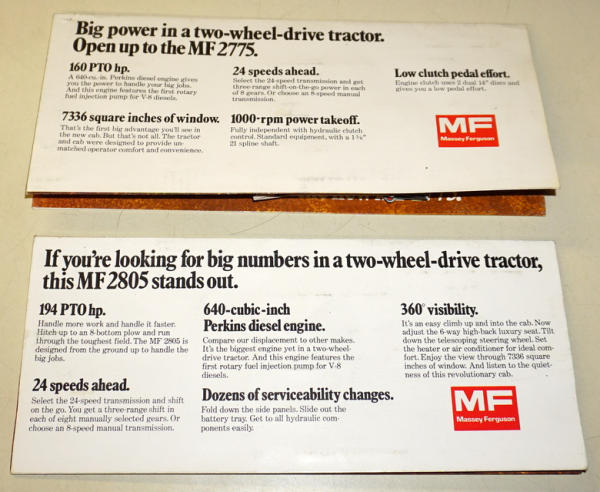 Big power in a two-wheel-drive tractor.
Open up to the MF 2775.
160 PTO hp.
A 640-cu.-in. Perkins diesel engine gives
you the power to handle your big jobs.
And this engine features the first rotary
fuel injection pump for V-8 diesels.
7336 square inches of window.
That's the first big advantage you'll see in
the new cab. But that's not all. The tractor
and cab were designed to provide un-
matched operator comfort and convenience.
24 speeds ahead.
Select the 24-speed transmission and get
three-range shift-on-the-go power in each
of 8 gears. Or choose an 8-speed manual
transmission.
1000-rpm power takeoff.
Fully independent with hydraulic clutch
control. Standard equipment, with a 1¾"
21 spline shaft.
Low clutch pedal effort.
Engine clutch uses 2 dual 14" discs and
gives you a low pedal effort.
MF
Massey Ferguson
If you're looking for big numbers in a two-wheel-drive tractor,
this MF 2805 stands out.
194 PTO hp.
Handle more work and handle it faster.
Hitch up to an 8-bottom plow and run
through the toughest field. The MF 2805 is
designed from the ground up to handle the
big jobs.
24 speeds ahead.
Select the 24-speed transmission and shift
on the go. You get a three-range shift in
each of eight manually selected gears. Or
choose an 8-speed manual transmission.
640-cubic-inch
Perkins diesel engine.
Compare our displacement to other makes.
It's the biggest engine yet in a two-wheel-
drive tractor. And this engine features the
first rotary fuel injection pump for V-8
diesels.
Dozens of serviceability changes.
Fold down the side panels. Slide out the
battery tray. Get to all hydraulic com-
ponents easily.
360° visibility.
It's an easy climb up and into the cab. Now
adjust the 6-way high-back luxury seat. Tilt
down the telescoping steering wheel. Set
the heater or air conditioner for ideal com-
fort. Enjoy the view through 7336 square
inches of window. And listen to the quiet-
ness of this revolutionary cab.
MF
Massey Ferguson